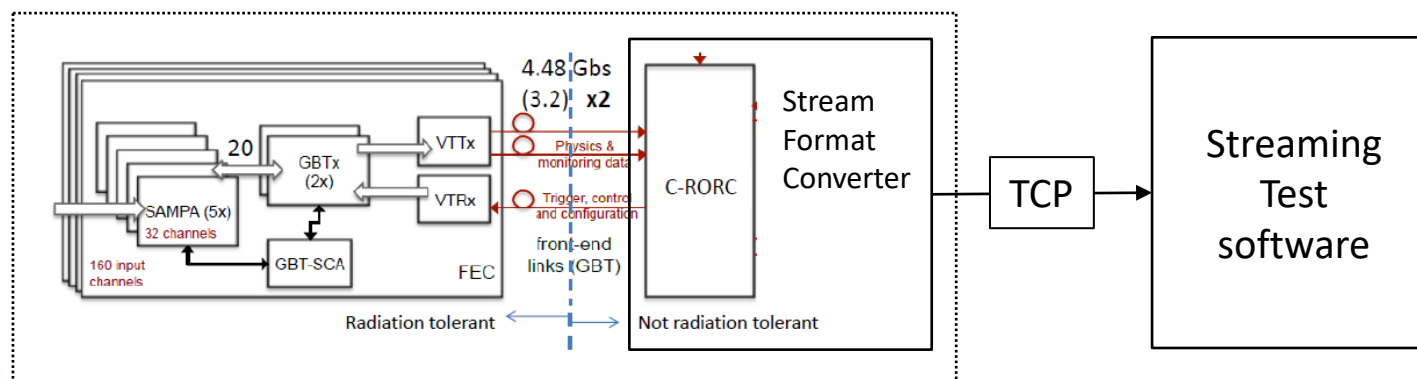 4.48 Gbs
(3.2) x2
20
GBTx
(2x)
VTTx
VTRx
SAMPA (5x)
32 channels
GBT-SCA
160 input
channels
FEC
Physics &
monitoring data
Trigger, control
and configuration
front-end
links (GBT)
Radiation tolerant
Not radiation tolerant
C-RORC
Stream
Format
Converter
TCP
Streaming
Test
software